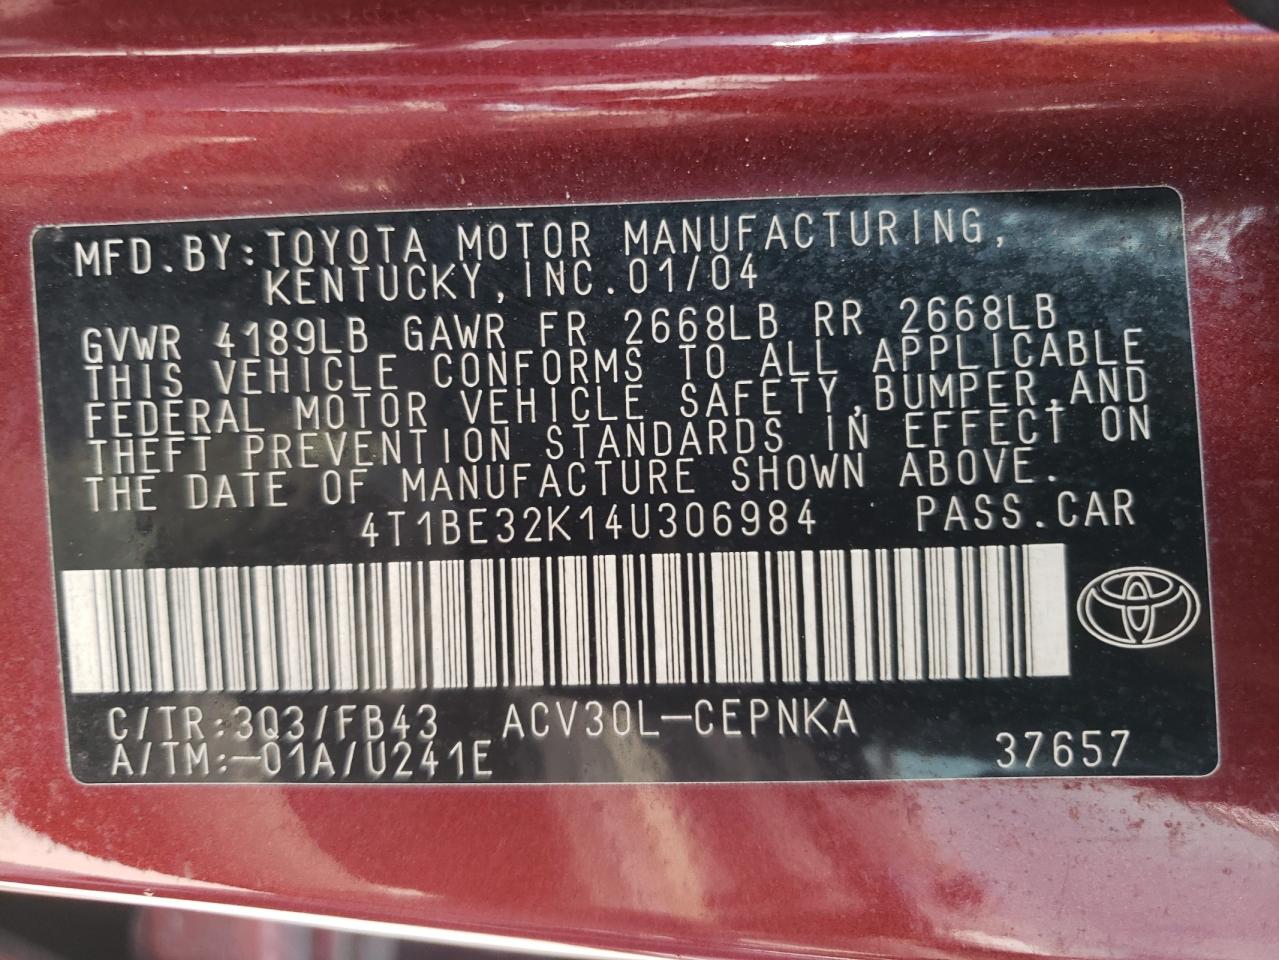 MFD.BY:TOYOTA MOTOR MANUFACTURING,
KENTUCKY,INC.01/04
GVWR 4189LB GAWR FR 2668LB RR 2668LB
THIS VEHICLE CONFORMS TO ALL APPLICABLE
FEDERAL MOTOR VEHICLE SAFETY,BUMPER,AND
THEFT PREVENTION STANDARDS IN EFFECT ON
THE DATE OF MANUFACTURE SHOWN ABOVE.
4T1BE32K14U306984 PASS.CAR
C/TR:3Q3/FB43 ACV30L-CEPNKA
A/TM:-01A/U241E 37657